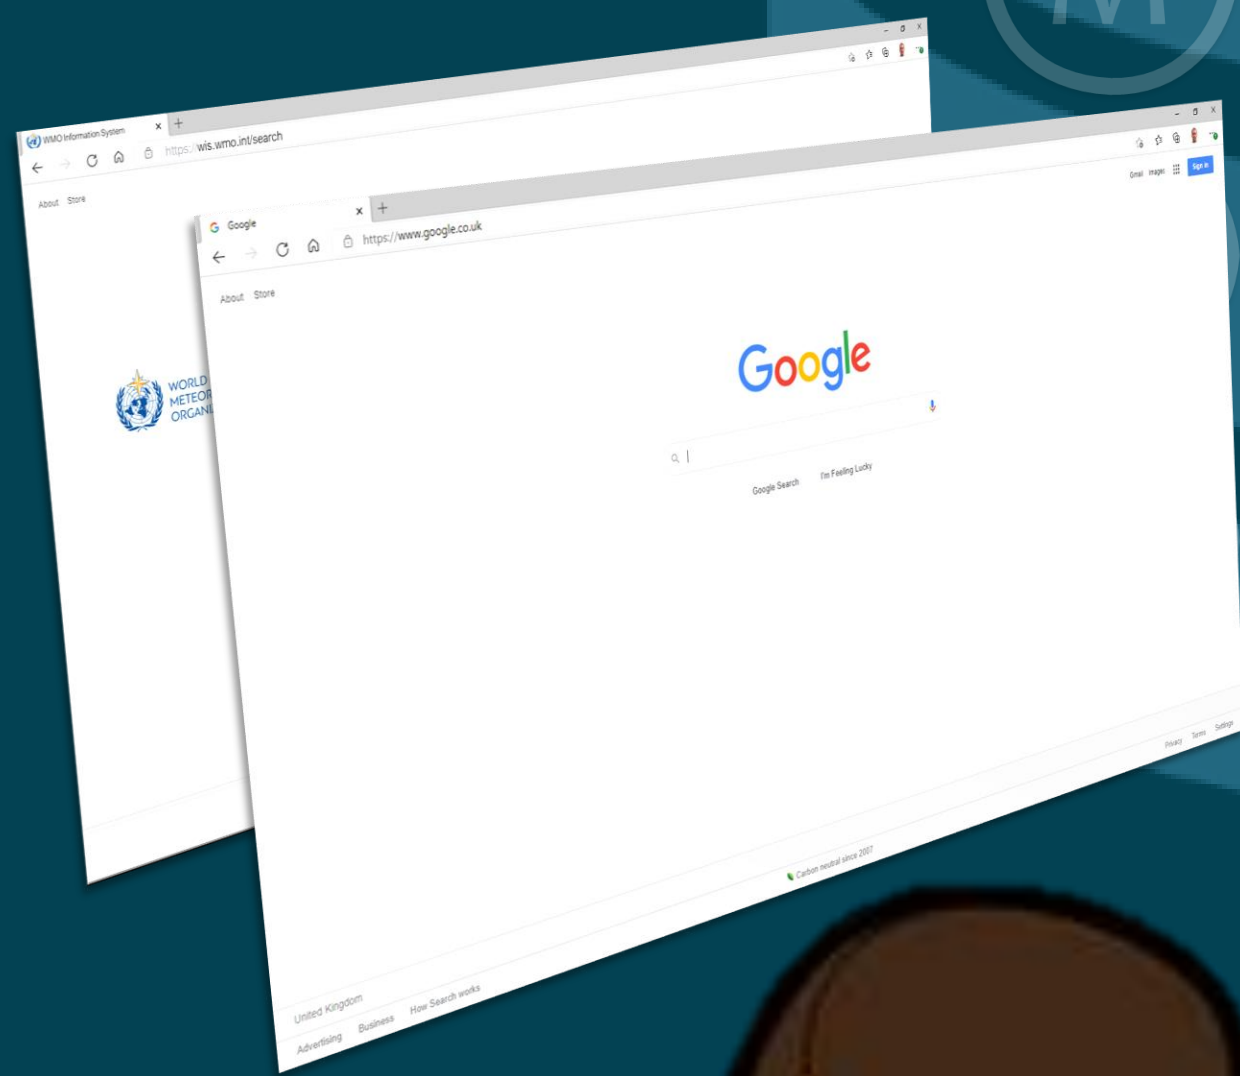 WMO Information System
https://wis.wmo.int/search
About Store
WORLD
Google
https://www.google.co.uk
Gmail Images Sign in
About Store
Google
Google Search I'm Feeling Lucky
Carbon neutral since 2007
United Kingdom
Advertising Business How Search works
Privacy Terms Settings